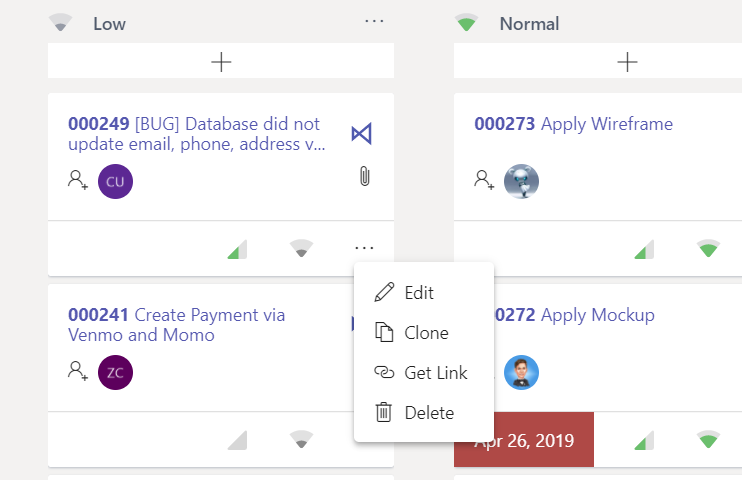 Low
Normal
000249 [BUG] Database did not
update email, phone, address v...
CU
000273 Apply Wireframe
Edit
Clone
Get Link
Delete
000241 Create Payment via
Venmo and Momo
ZC
00272 Apply Mockup
Apr 26, 2019